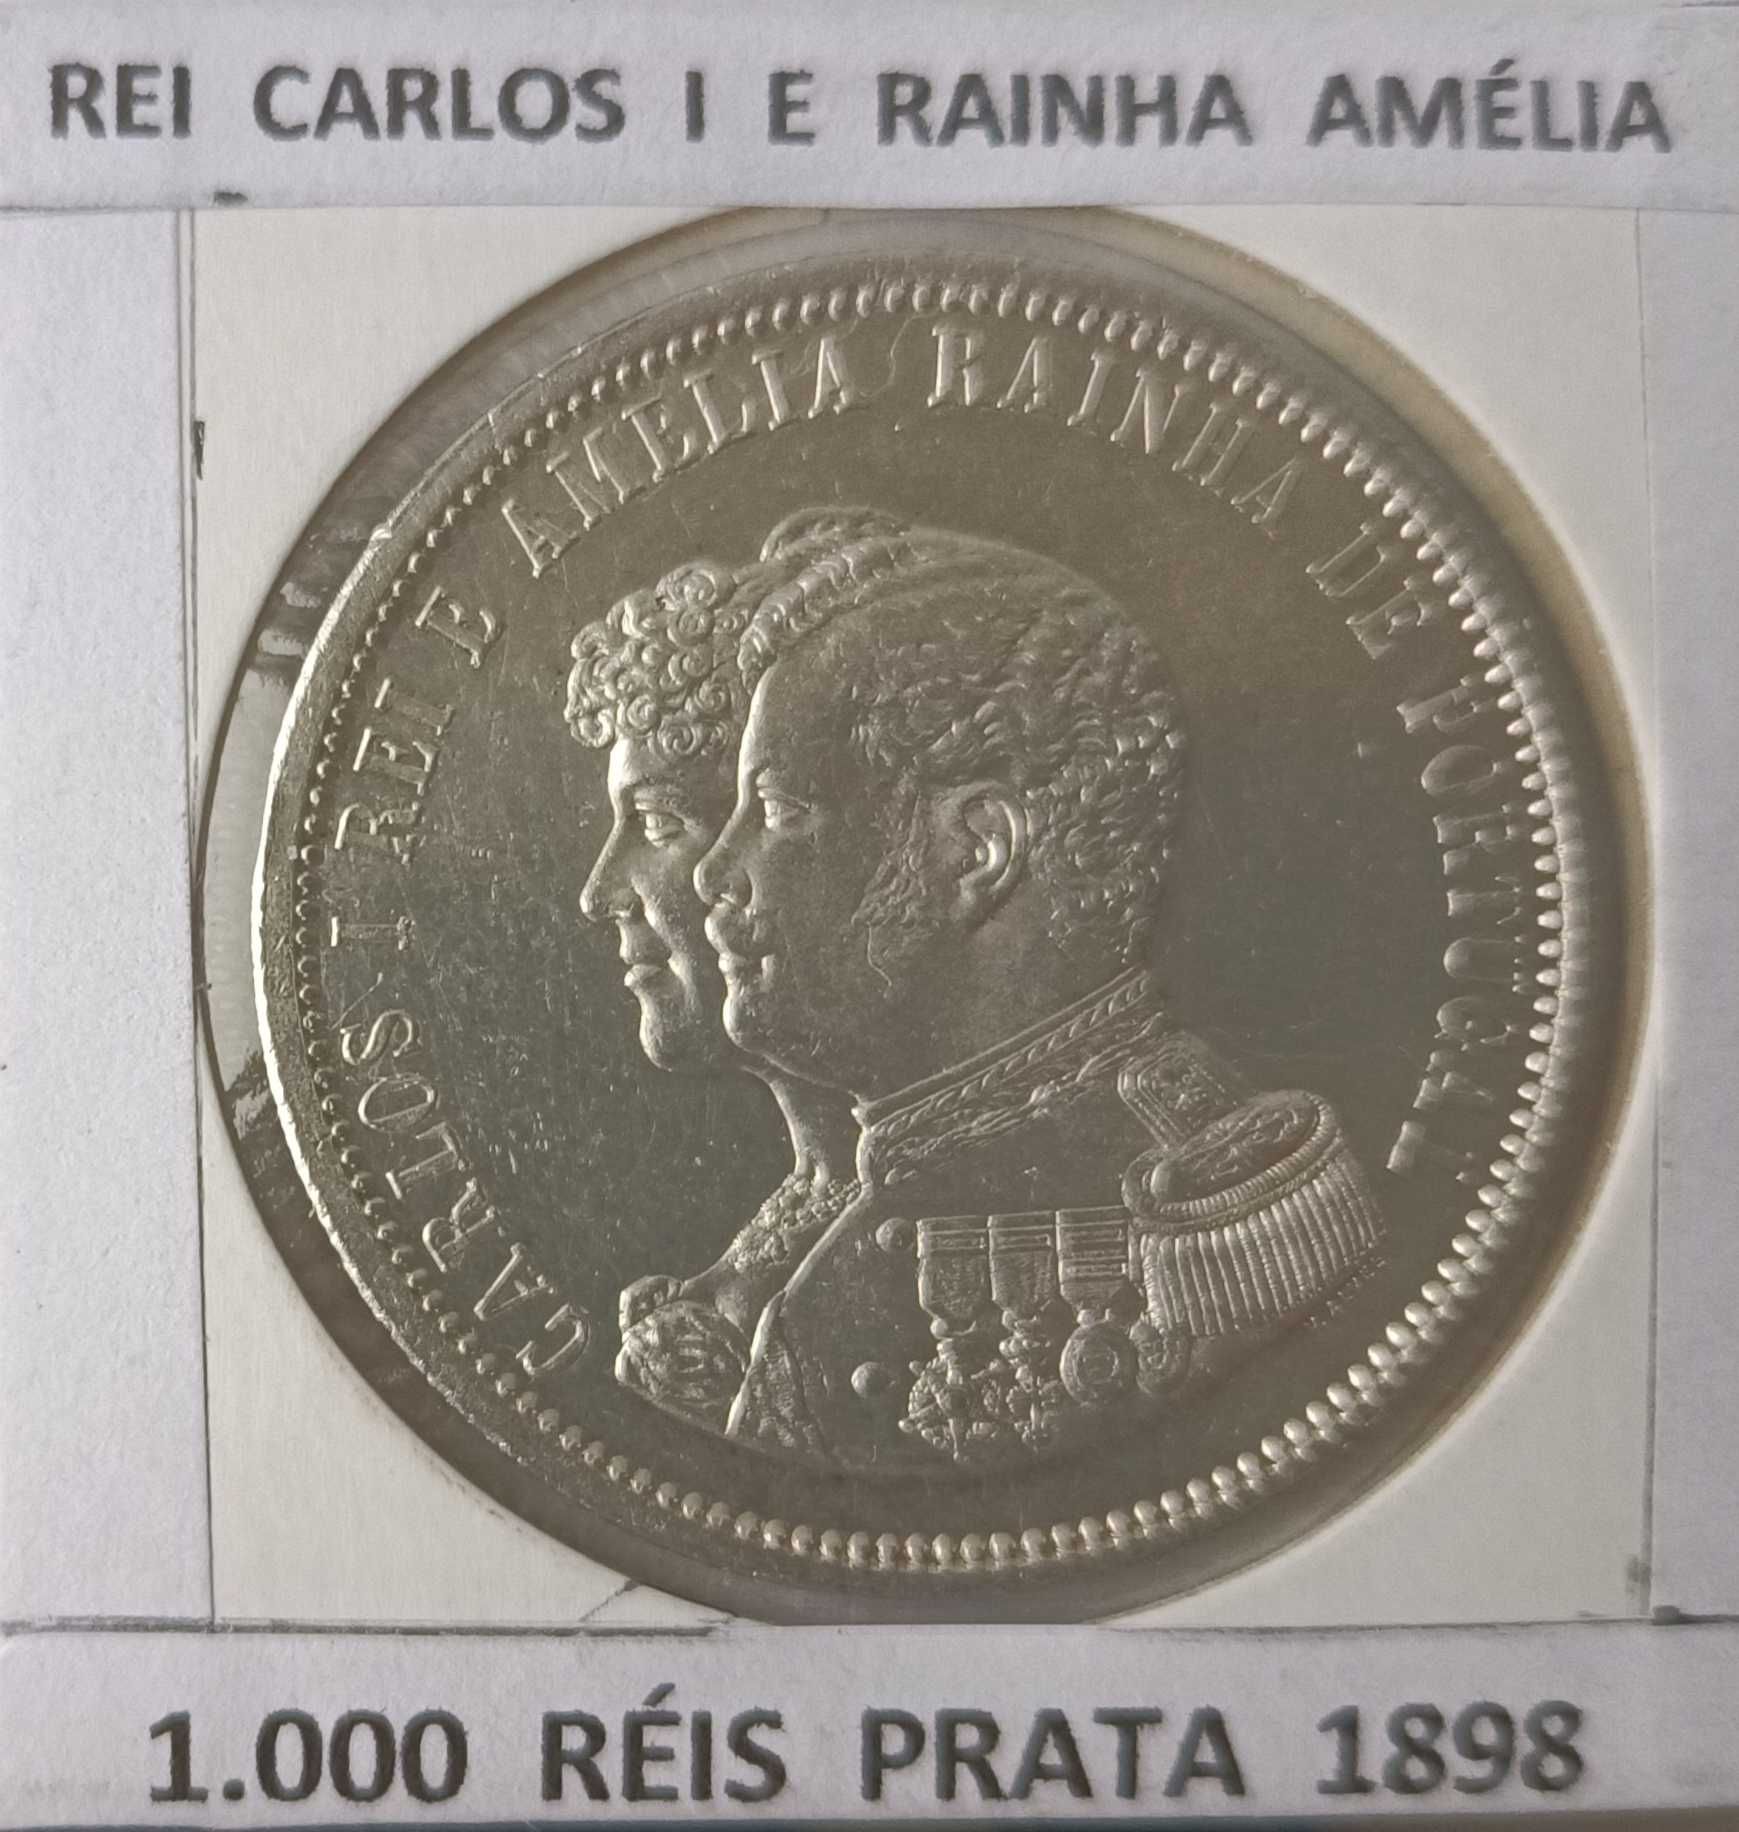 REI CARLOS I E RAINHA AMÉLIA
CARLOS I REI E AMELIA RAINHA DE PORTUGAL
1.000 RÉIS PRATA 1898